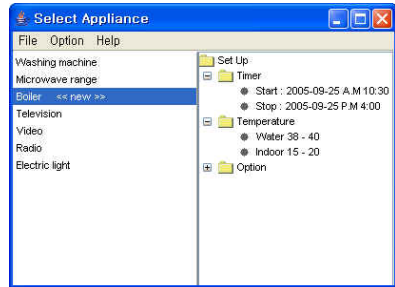 Select Appliance
File Option Help
Washing machine
Microwave range
Boiler << new >>
Television
Video
Radio
Electric light
Set Up
Timer
Start : 2005-09-25 A.M 10:30
Stop : 2005-09-25 P.M 4:00
Temperature
Water 38 - 40
Indoor 15 - 20
Option